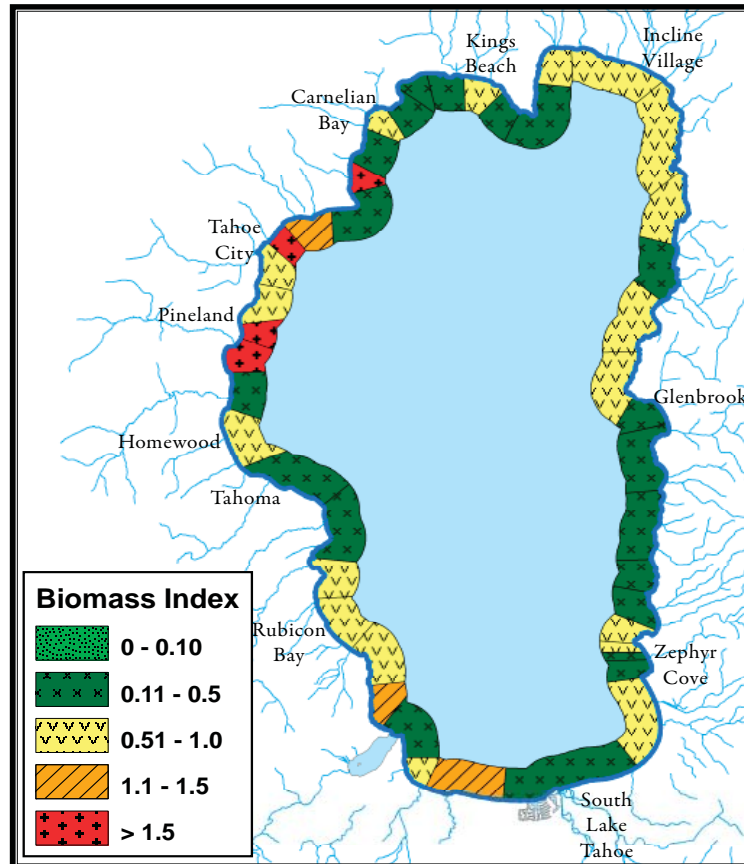 Kings
Beach
Incline
Village
Carnelian
Bay
Tahoe
City
Pineland
Glenbrook
Homewood
Tahoma
Rubicon
Bay
Zephyr
Cove
South
Lake
Tahoe
Biomass Index
0 - 0.10
0.11 - 0.5
0.51 - 1.0
1.1 - 1.5
> 1.5